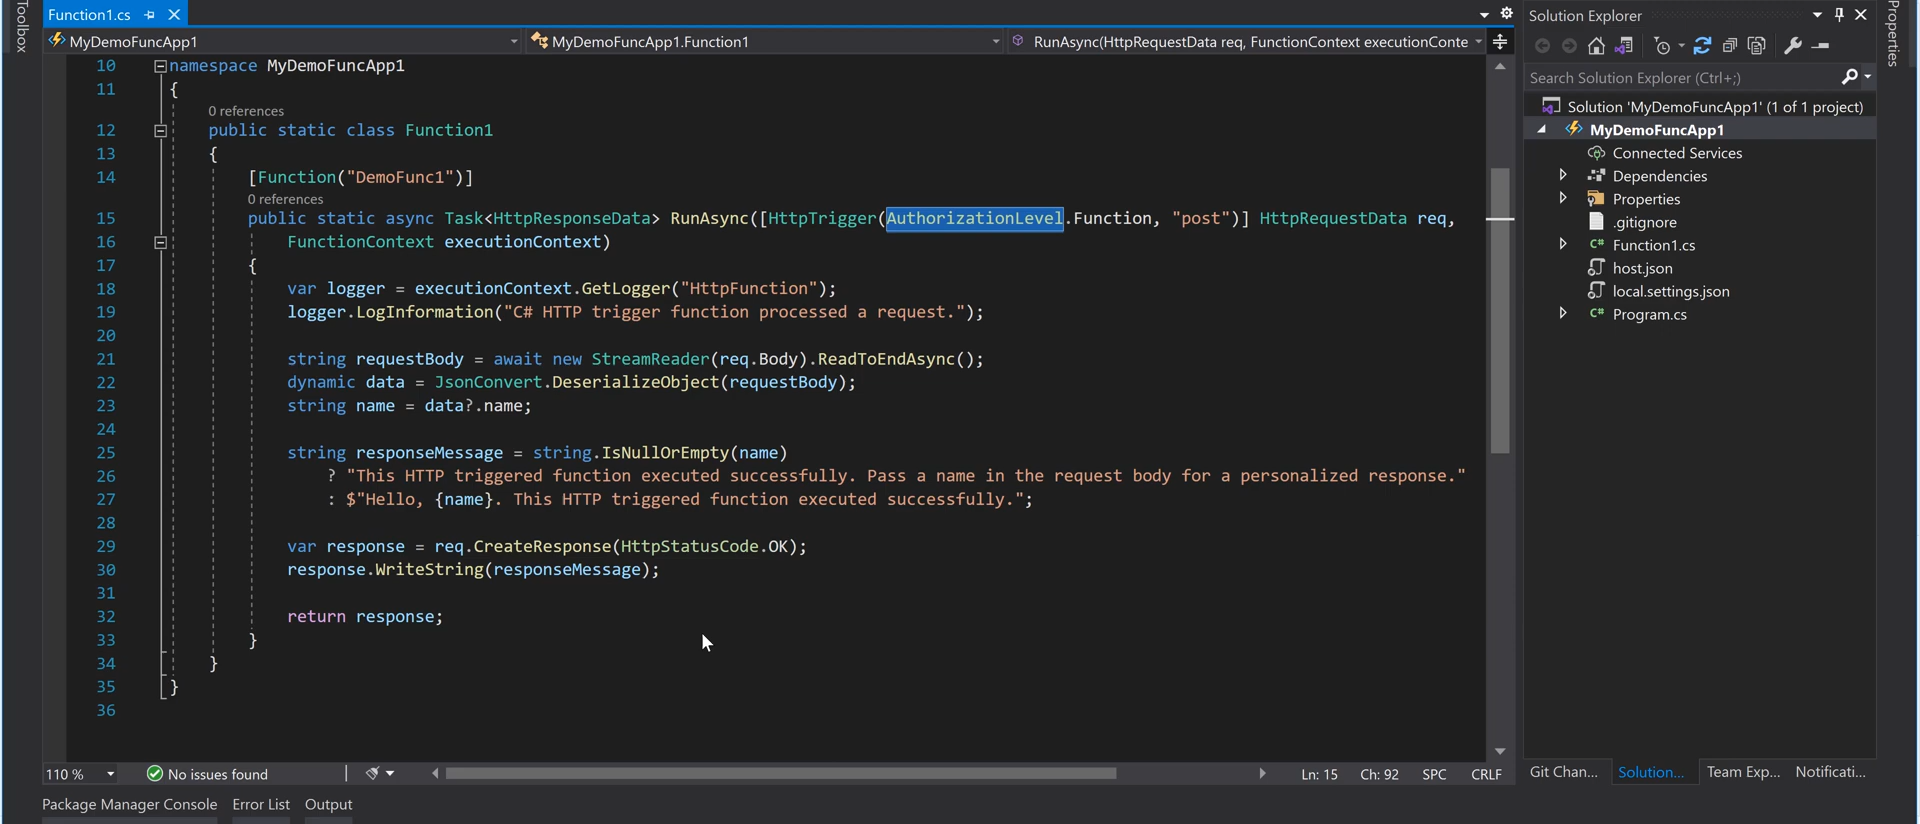 Toolbox
Function1.cs
MyDemoFuncApp1
MyDemoFuncApp1.Function1
RunAsync(HttpRequestData req, FunctionContext executionConte
10 namespace MyDemoFuncApp1
11 {
0 references
12 public static class Function1
13 {
14 [Function("DemoFunc1")]
0 references
15 public static async Task<HttpResponseData> RunAsync([HttpTrigger(AuthorizationLevel.Function, "post")] HttpRequestData req,
16 FunctionContext executionContext)
17 {
18 var logger = executionContext.GetLogger("HttpFunction");
19 logger.LogInformation("C# HTTP trigger function processed a request.");
20
21 string requestBody = await new StreamReader(req.Body).ReadToEndAsync();
22 dynamic data = JsonConvert.DeserializeObject(requestBody);
23 string name = data?.name;
24
25 string responseMessage = string.IsNullOrEmpty(name)
26 ? "This HTTP triggered function executed successfully. Pass a name in the request body for a personalized response."
27 : $"Hello, {name}. This HTTP triggered function executed successfully.";
28
29 var response = req.CreateResponse(HttpStatusCode.OK);
30 response.WriteString(responseMessage);
31
32 return response;
33 }
34 }
35 }
36
110 %
No issues found
Ln: 15 Ch: 92 SPC CRLF
Package Manager Console Error List Output
Solution Explorer
Search Solution Explorer (Ctrl+;)
Solution 'MyDemoFuncApp1' (1 of 1 project)
MyDemoFuncApp1
Connected Services
Dependencies
Properties
.gitignore
C# Function1.cs
host.json
local.settings.json
C# Program.cs
Git Chan... Solution... Team Exp... Notificati...
Properties